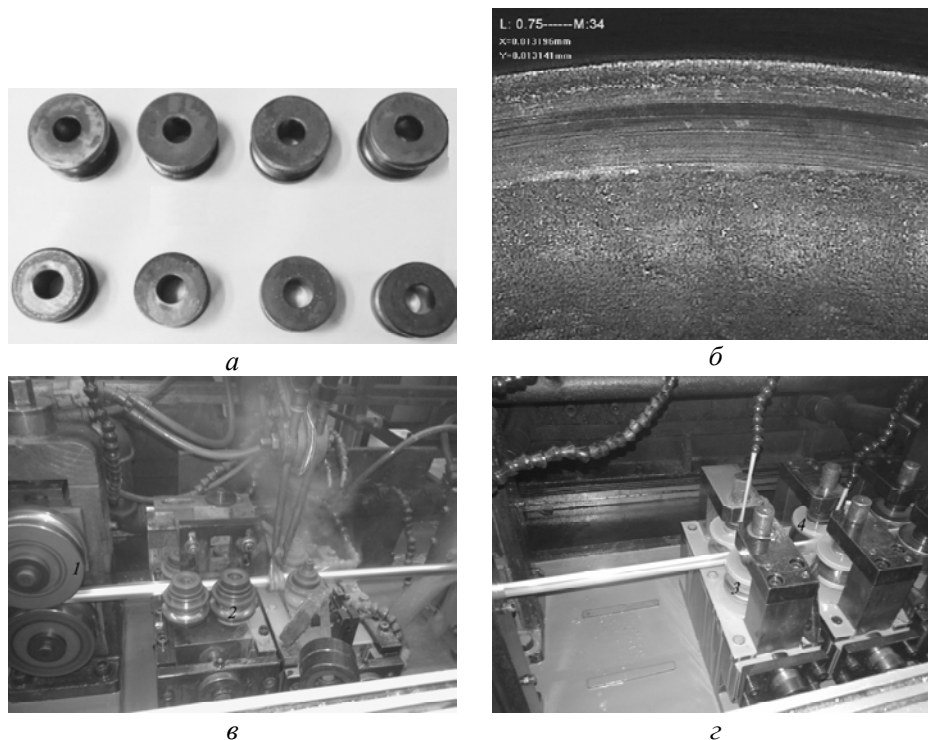 L: 0.75------M:34
X=0.013196mm
Y=0.013141mm
а
б
1
2
в
3
4
г